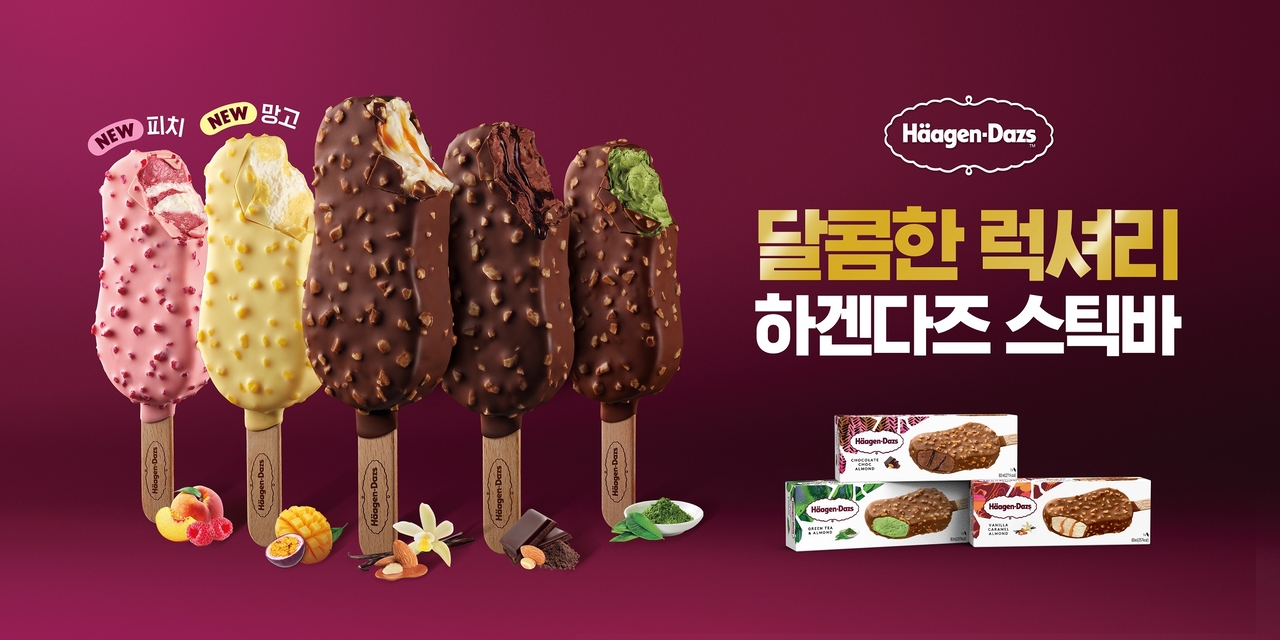 NEW 피치
NEW 망고
Häagen-Dazs
TM
달콤한 럭셔리
하겐다즈 스틱바
Häagen-Dazs
Häagen-Dazs
Häagen-Dazs
Häagen-Dazs
Häagen-Dazs
Häagen-Dazs
CHOCOLATE
CHOC
ALMOND
Häagen-Dazs
GREEN TEA
& ALMOND
Häagen-Dazs
VANILLA
CARAMEL
ALMOND